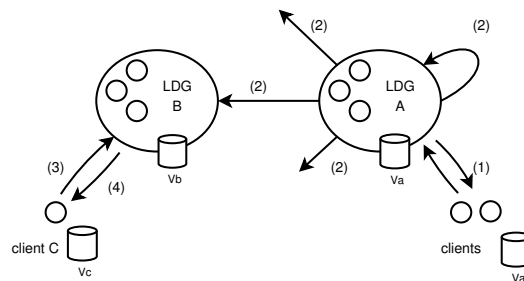 (2)
(2)
LDG
B
(2)
LDG
A
(3)
(4)
Vb
(2)
Va
(1)
client C
Vc
clients
Va